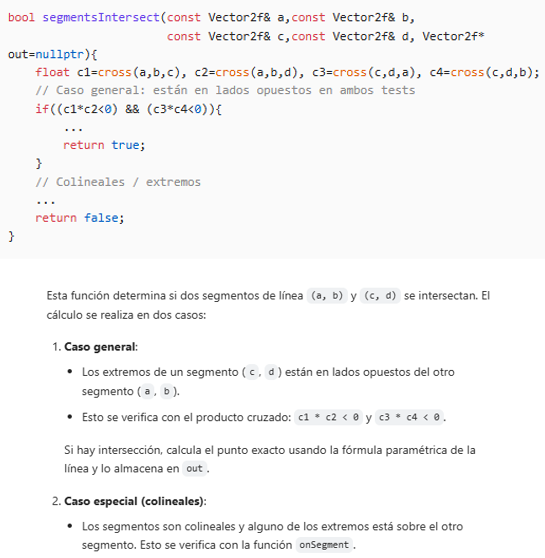 bool segmentsIntersect(const Vector2f& a,const Vector2f& b,
const Vector2f& c,const Vector2f& d, Vector2f*
out=nullptr){
float c1=cross(a,b,c), c2=cross(a,b,d), c3=cross(c,d,a), c4=cross(c,d,b);
// Caso general: están en lados opuestos en ambos tests
if((c1*c2<0) && (c3*c4<0)){
...
return true;
}
// Colineales / extremos
...
return false;
}
Esta función determina si dos segmentos de línea (a, b) y (c, d) se intersectan. El
cálculo se realiza en dos casos:
1. Caso general:
• Los extremos de un segmento ( c , d ) están en lados opuestos del otro
segmento ( a , b ).
• Esto se verifica con el producto cruzado: c1 * c2 < 0 y c3 * c4 < 0 .
Si hay intersección, calcula el punto exacto usando la fórmula paramétrica de la
línea y lo almacena en out .
2. Caso especial (colineales):
• Los segmentos son colineales y alguno de los extremos está sobre el otro
segmento. Esto se verifica con la función onSegment .